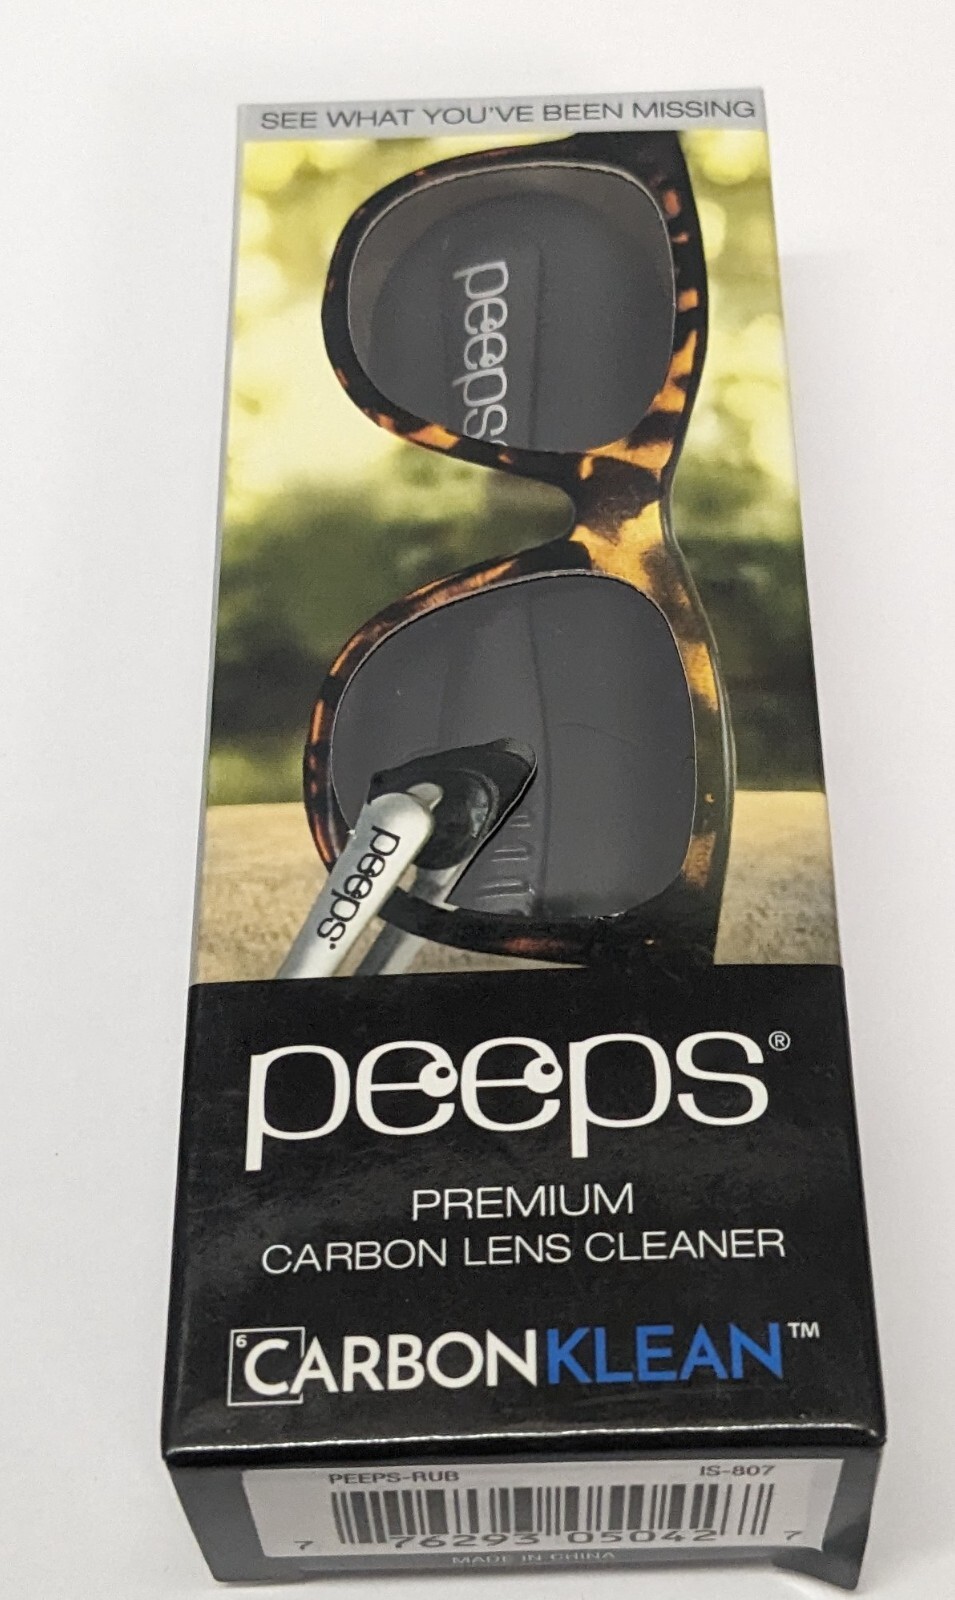 SEE WHAT YOU'VE BEEN MISSING
peeps
peeps®
peeps®
PREMIUM
CARBON LENS CLEANER
6 CARBONKLEAN™
PEEPS-RUB IS-807
7 76293 05042 7
MADE IN CHINA